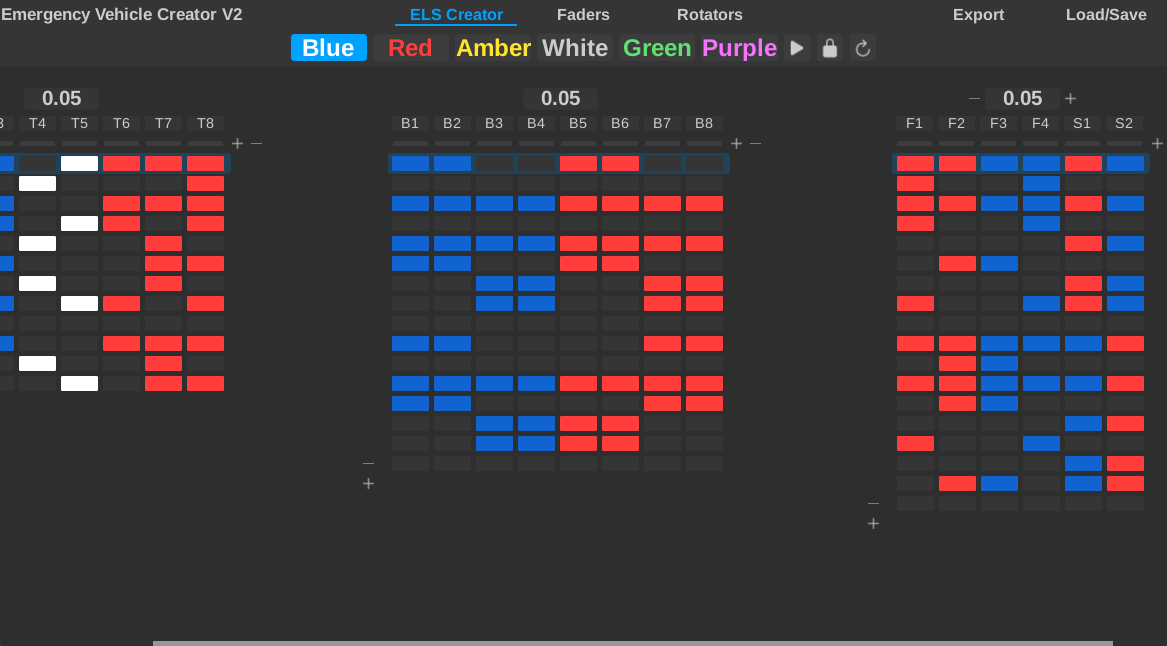 Emergency Vehicle Creator V2 ELS Creator Faders Rotators Export Load/Save
Blue Red Amber White Green Purple
0.05 0.05 − 0.05 +
3 T4 T5 T6 T7 T8 B1 B2 B3 B4 B5 B6 B7 B8 F1 F2 F3 F4 S1 S2
+ − + − +
−
+
−
+